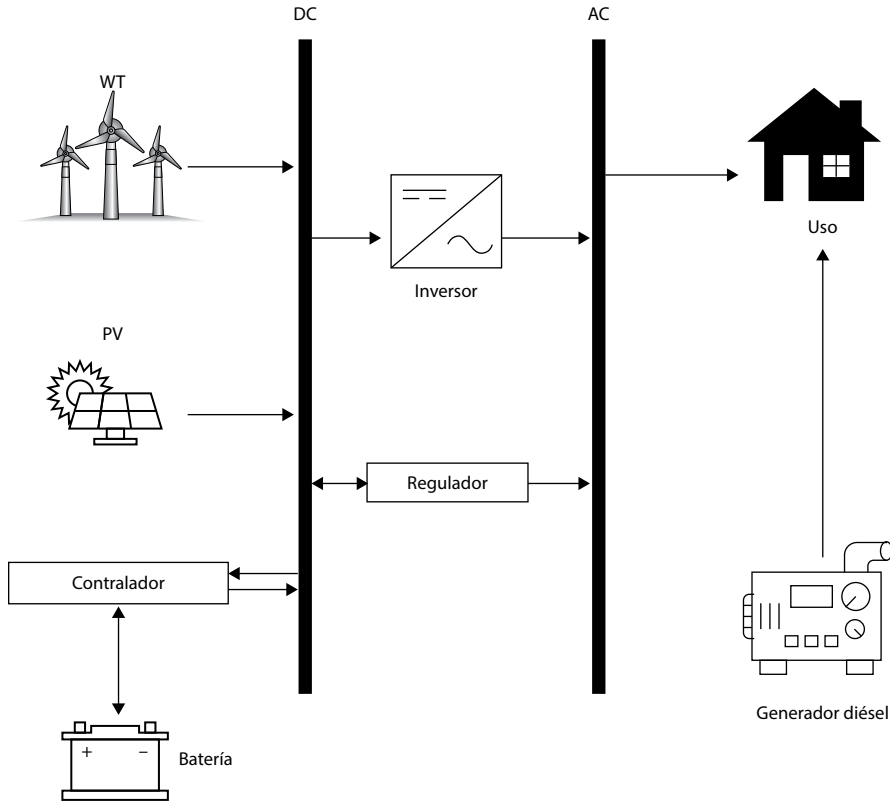 DC
AC
WT
Uso
Inversor
PV
Regulador
Contralador
Generador diésel
Batería
+
−